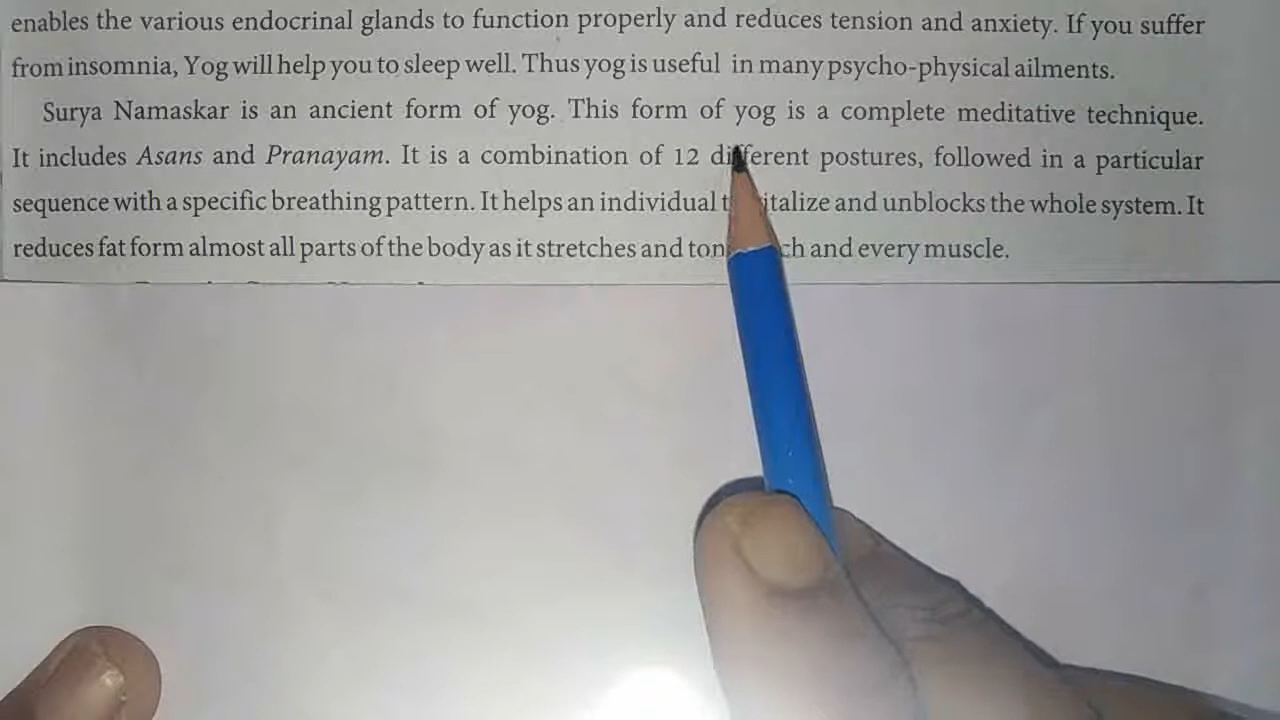 enables the various endocrinal glands to function properly and reduces tension and anxiety. If you suffer
from insomnia, Yog will help you to sleep well. Thus yog is useful in many psycho-physical ailments.
Surya Namaskar is an ancient form of yog. This form of yog is a complete meditative technique.
It includes Asans and Pranayam. It is a combination of 12 different postures, followed in a particular
sequence with a specific breathing pattern. It helps an individual and unblocks the whole system. It
reduces fat form almost all parts of the body as it stretches and and every muscle.